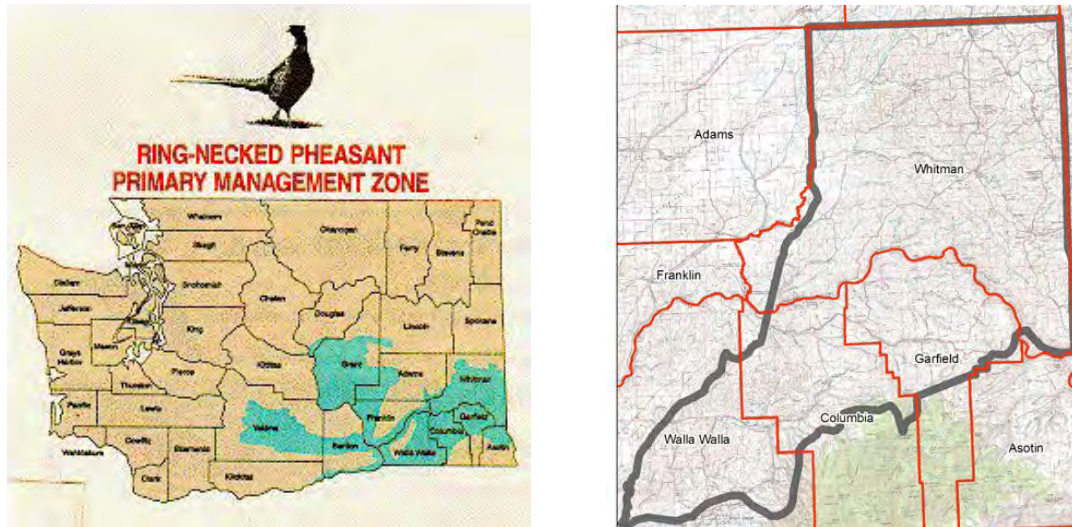 RING-NECKED PHEASANT
PRIMARY MANAGEMENT ZONE
Whatcom
Okanogan
Pend
Ferry
Stevens
Skagit
Clallam
Snohomish
Chelan
Jefferson
Douglas
King
Lincoln
Spokane
Grays
Harbor
Mason
Kittitas
Grant
Adams
Whitman
Thurston
Pierce
Pacific
Lewis
Yakima
Franklin
Garfield
Columbia
Benton
Walla Walla
Asotin
Wahkiakum
Cowlitz
Skamania
Klickitat
Clark
Adams
Whitman
Franklin
Garfield
Columbia
Walla Walla
Asotin